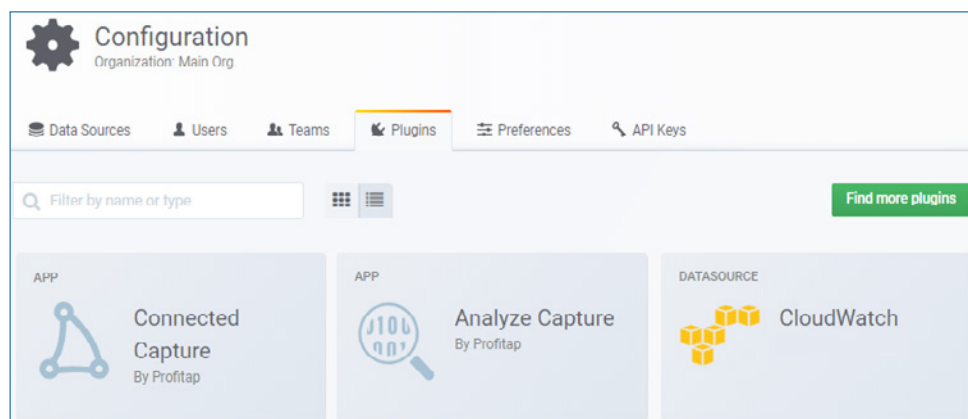 Configuration
Organization: Main Org.
Data Sources Users Teams Plugins Preferences API Keys
Filter by name or type
Find more plugins
APP
Connected
Capture
By Profitap
APP
Analyze Capture
By Profitap
DATASOURCE
CloudWatch